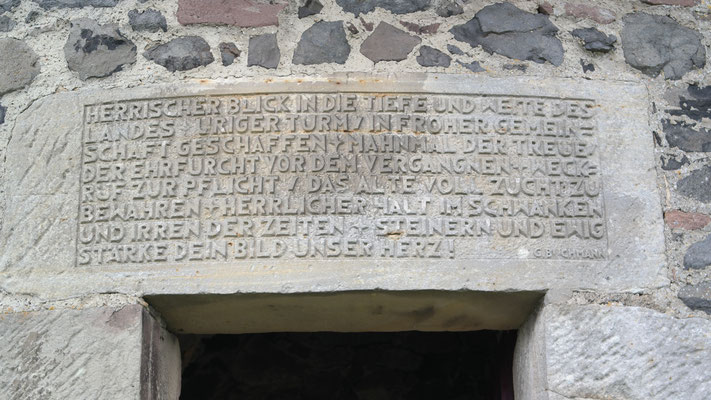 HERRISCHER BLICK IN DIE TIEFE UND WEITE DES
LANDES + URIGER TURM / IN FROHER GEMEIN=
SCHAFT GESCHAFFEN + MAHNMAL DER TREUE
DER EHRFURCHT VOR DEM VERGANGNEN + WECK-
RUF ZUR PFLICHT / DAS ALTE VOLL ZUCHT ZU
BEWAHREN + HERRLICHER HALT IM SCHWANKEN
UND IRREN DER ZEITEN + STEINERN UND EWIG
STÄRKE DEIN BILD UNSER HERZ!